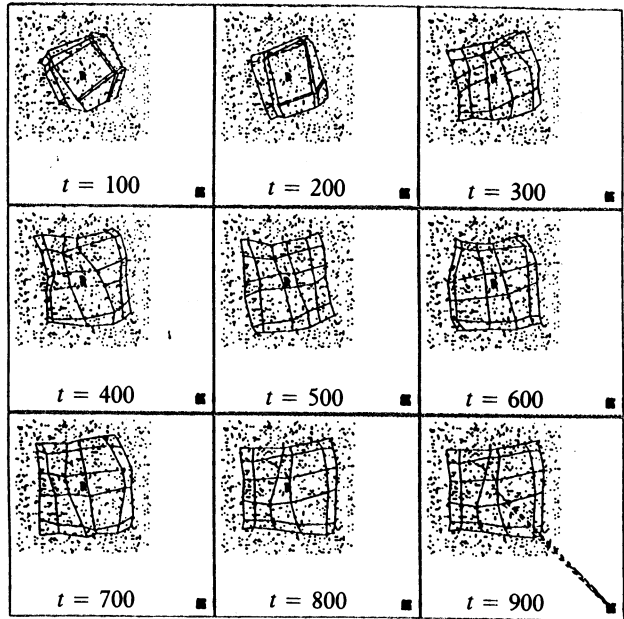 t = 100
t = 200
t = 300
t = 400
t = 500
t = 600
t = 700
t = 800
t = 900